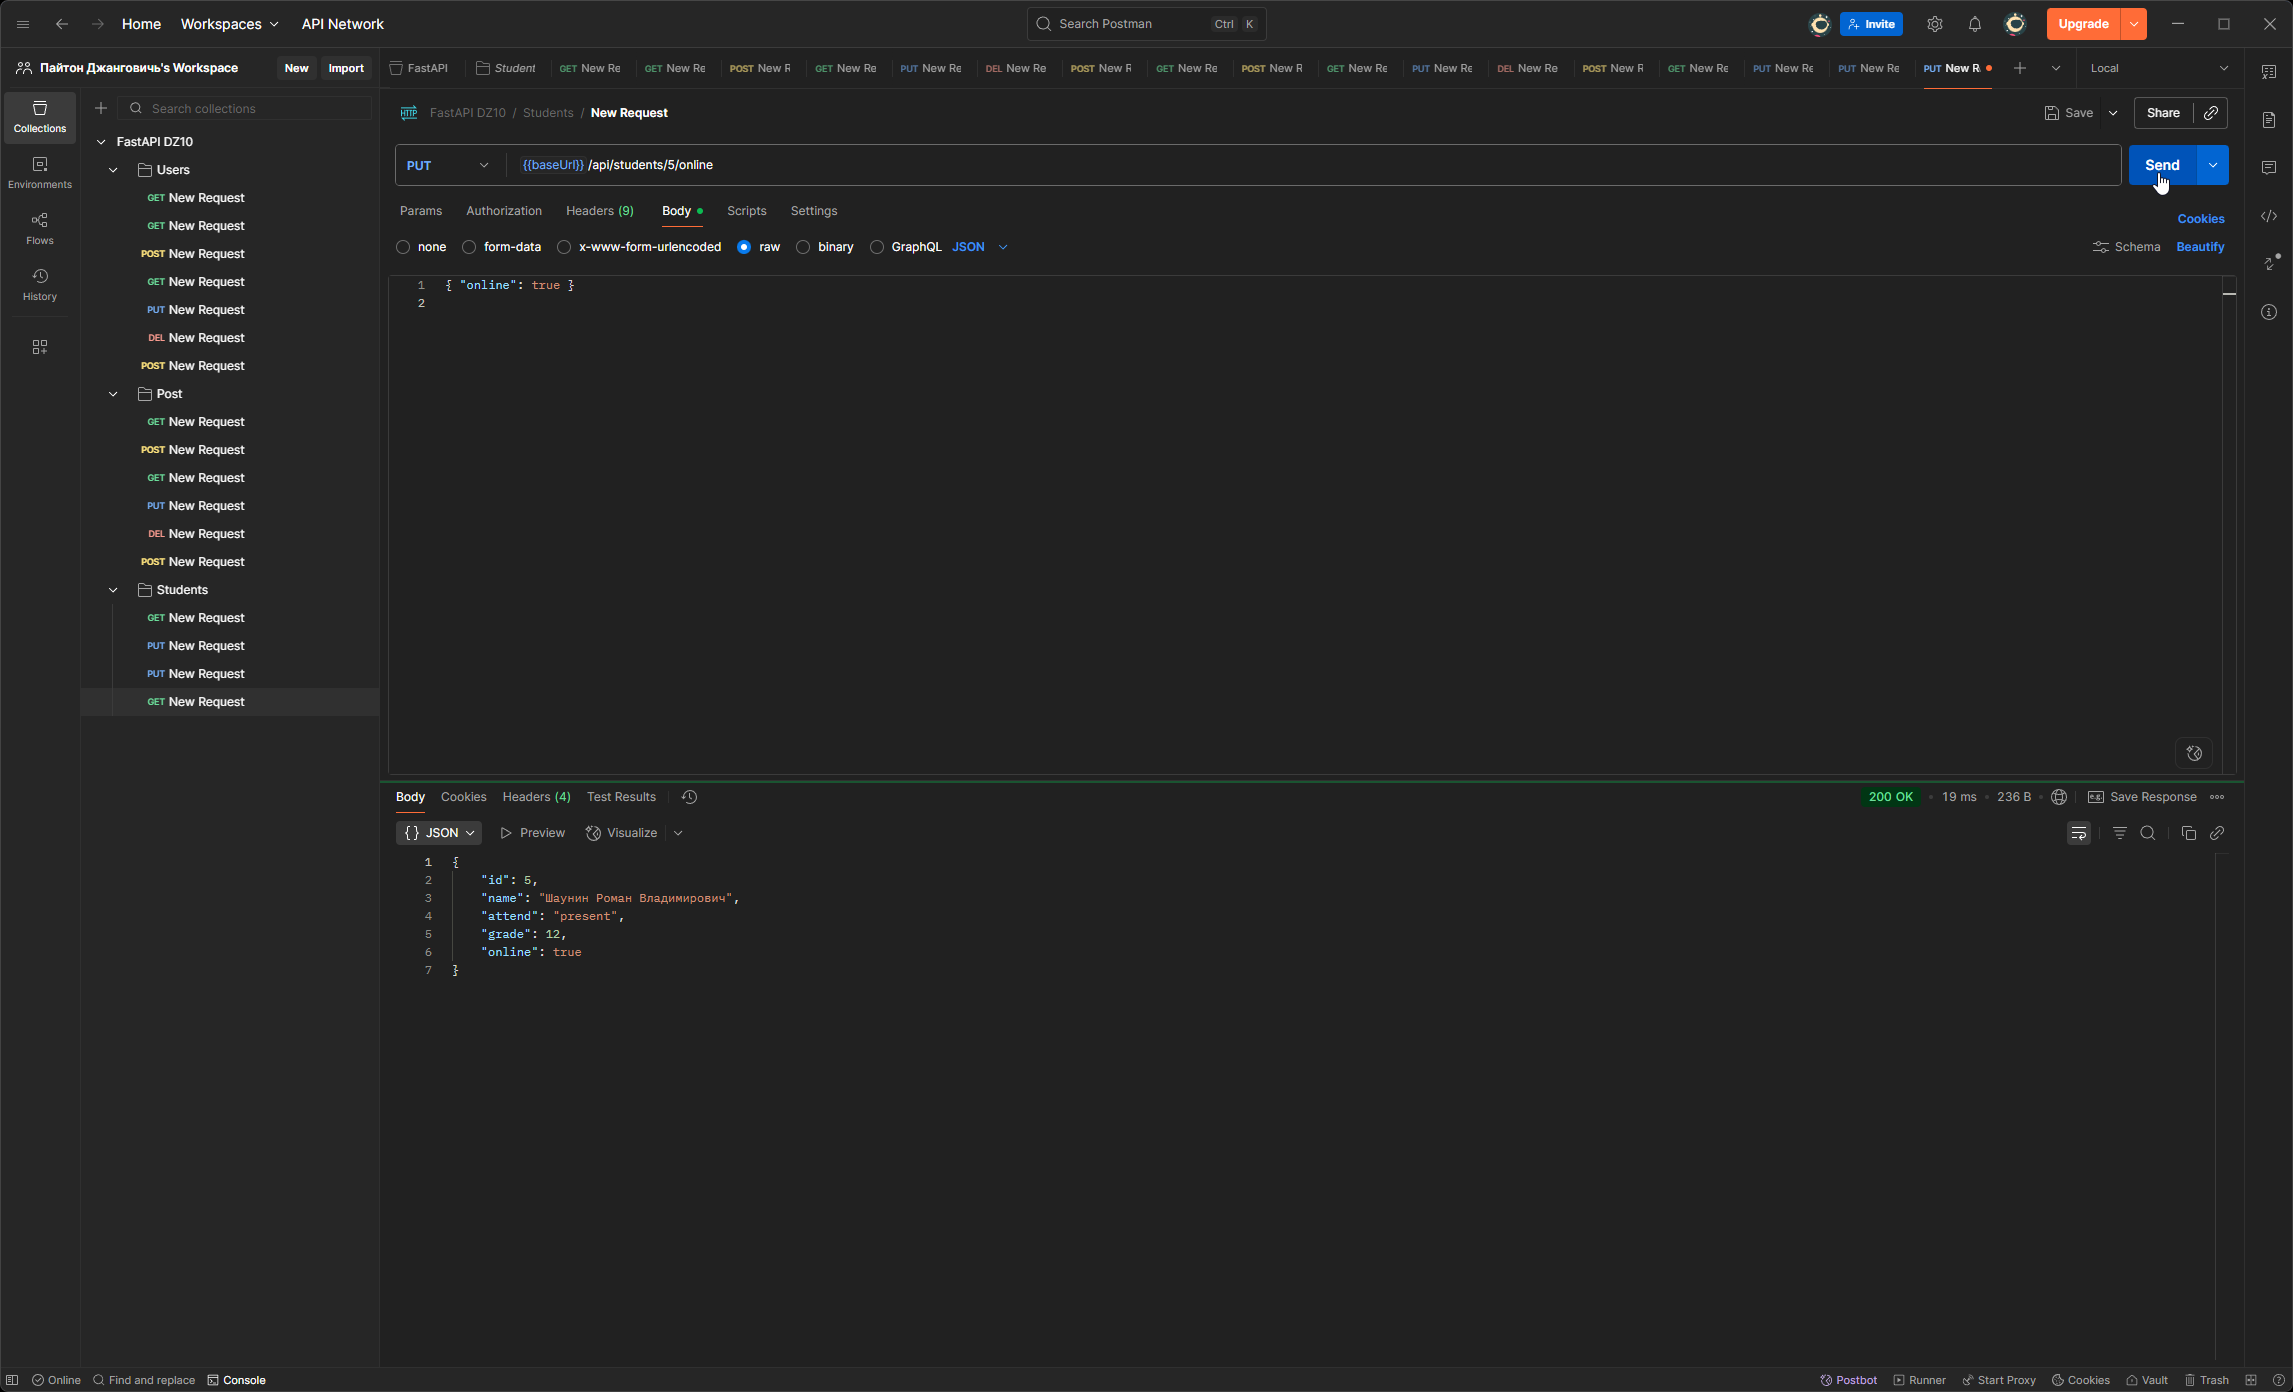 Home Workspaces API Network Search Postman Ctrl K Invite Upgrade
Пайтон Джанговичь's Workspace New Import
FastAPI Student GET New Re GET New Re POST New R GET New Re PUT New Re DEL New Re POST New R GET New Re POST New R GET New Re PUT New Re DEL New Re POST New R GET New Re PUT New Re PUT New Re PUT New R Local
Collections
Environments
Flows
History
Search collections
FastAPI DZ10
Users
GET New Request
GET New Request
POST New Request
GET New Request
PUT New Request
DEL New Request
POST New Request
Post
GET New Request
POST New Request
GET New Request
PUT New Request
DEL New Request
POST New Request
Students
GET New Request
PUT New Request
PUT New Request
GET New Request
HTTP FastAPI DZ10 / Students / New Request Save Share
PUT {{baseUrl}} /api/students/5/online Send
Params Authorization Headers (9) Body Scripts Settings Cookies
none form-data x-www-form-urlencoded raw binary GraphQL JSON Schema Beautify
1 { "online": true }
2
Body Cookies Headers (4) Test Results 200 OK 19 ms 236 B e.g. Save Response
{} JSON Preview Visualize
1 {
2 "id": 5,
3 "name": "Шаунин Роман Владимирович",
4 "attend": "present",
5 "grade": 12,
6 "online": true
7 }
Online Find and replace Console Postbot Runner Start Proxy Cookies Vault Trash